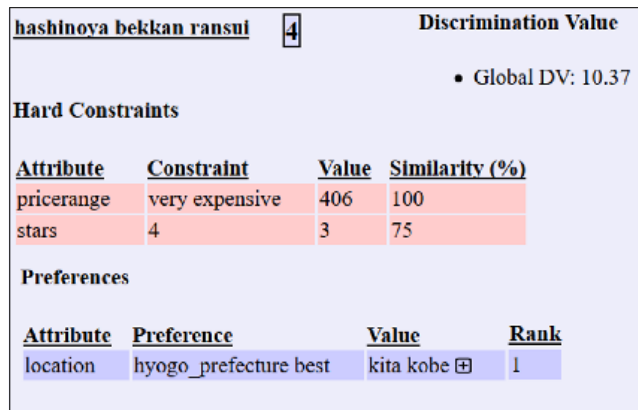 hashinoya bekkan ransui 4 Discrimination Value
• Global DV: 10.37
Hard Constraints
Attribute Constraint Value Similarity (%)
pricerange very expensive 406 100
stars 4 3 75
Preferences
Attribute Preference Value Rank
location hyogo_prefecture best kita kobe ⊞ 1